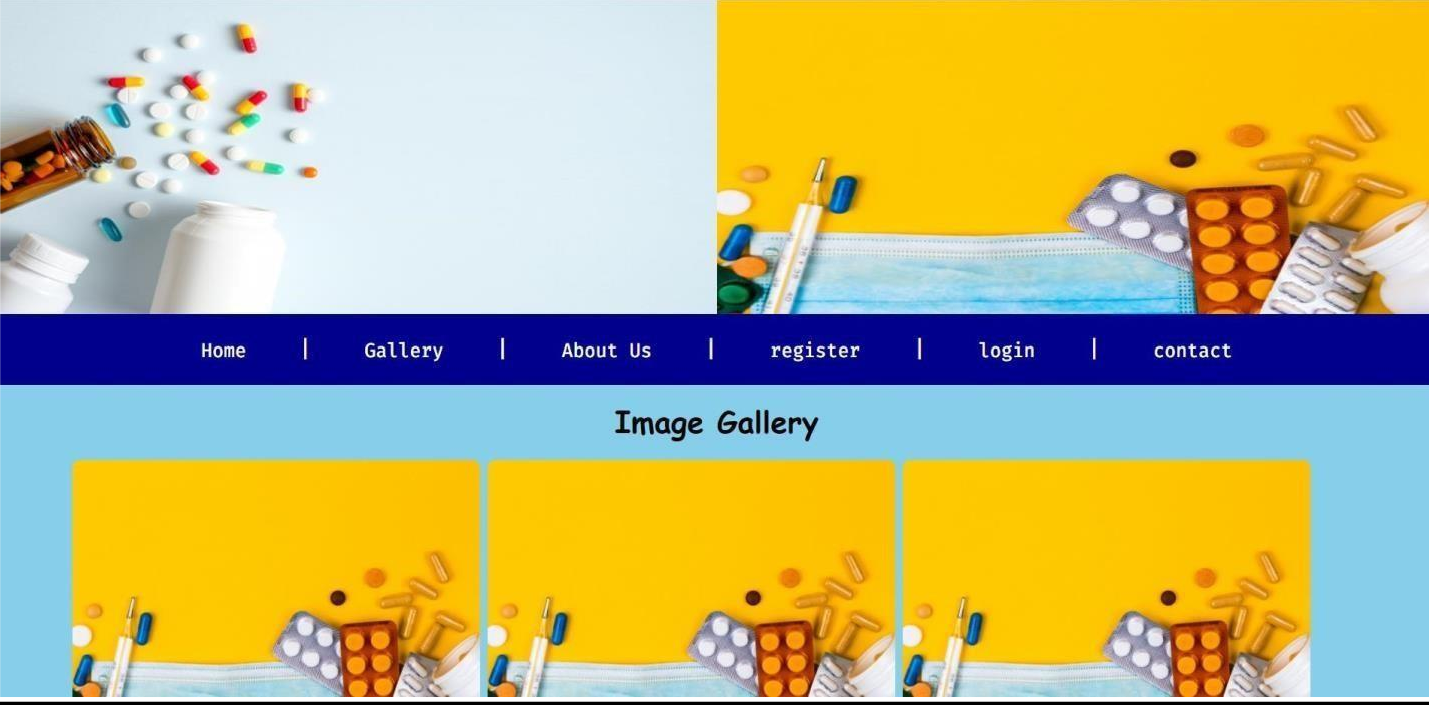 Home | Gallery | About Us | register | login | contact
Image Gallery